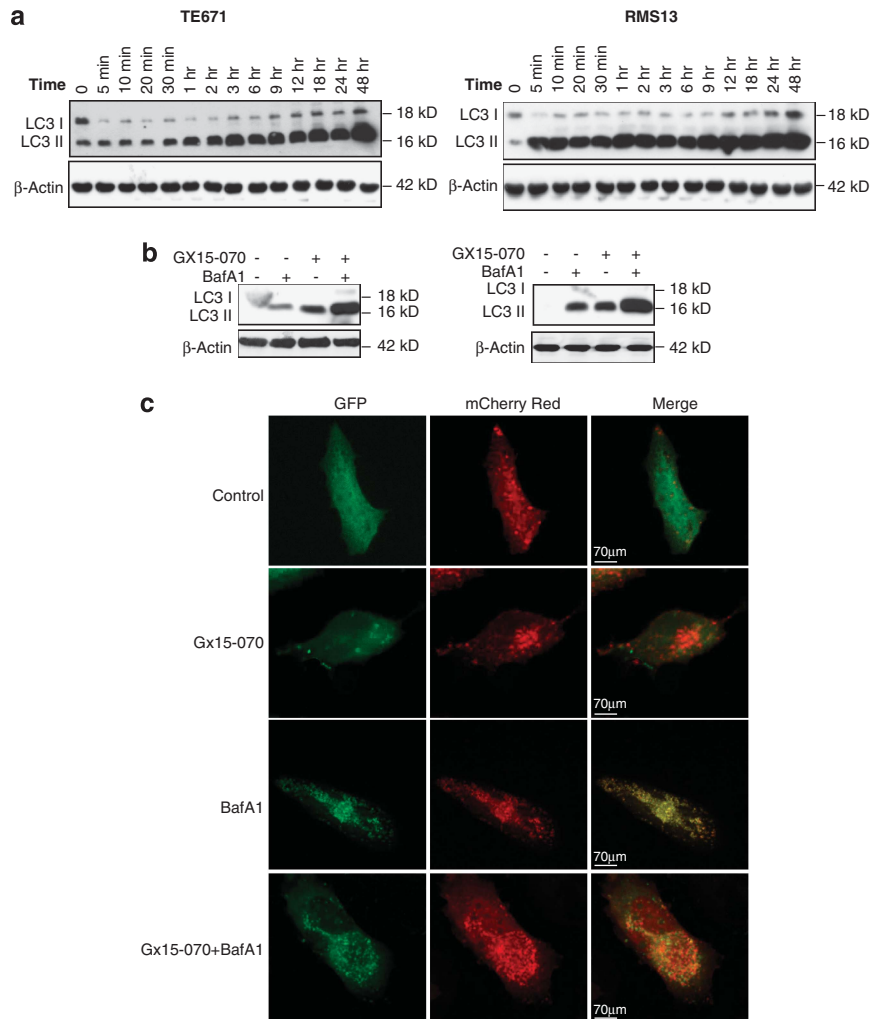 a
TE671
RMS13
Time 0 5 min 10 min 20 min 30 min 1 hr 2 hr 3 hr 6 hr 9 hr 12 hr 18 hr 24 hr 48 hr
LC3 I
LC3 II
18 kD
16 kD
β-Actin
42 kD
Time 0 5 min 10 min 20 min 30 min 1 hr 2 hr 3 hr 6 hr 9 hr 12 hr 18 hr 24 hr 48 hr
LC3 I
LC3 II
18 kD
16 kD
β-Actin
42 kD
b
GX15-070 - - + +
BafA1 - + - +
LC3 I
LC3 II
18 kD
16 kD
β-Actin
42 kD
GX15-070 - - + +
BafA1 - + - +
LC3 I
LC3 II
18 kD
16 kD
β-Actin
42 kD
c
GFP mCherry Red Merge
Control
70μm
Gx15-070
70μm
BafA1
70μm
Gx15-070+BafA1
70μm